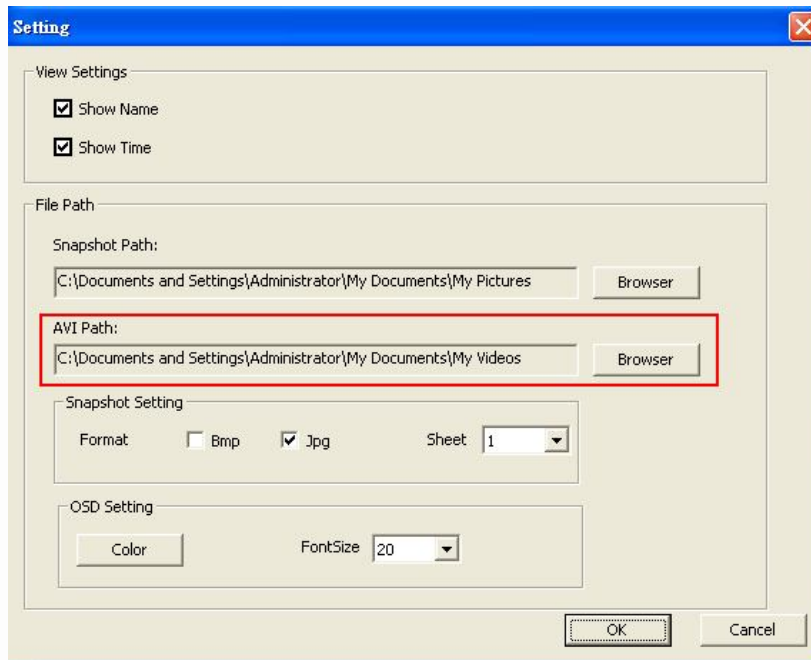 Setting
View Settings
Show Name
Show Time
File Path
Snapshot Path:
C:\Documents and Settings\Administrator\My Documents\My Pictures Browser
AVI Path:
C:\Documents and Settings\Administrator\My Documents\My Videos Browser
Snapshot Setting
Format Bmp Jpg Sheet 1
OSD Setting
Color FontSize 20
OK Cancel